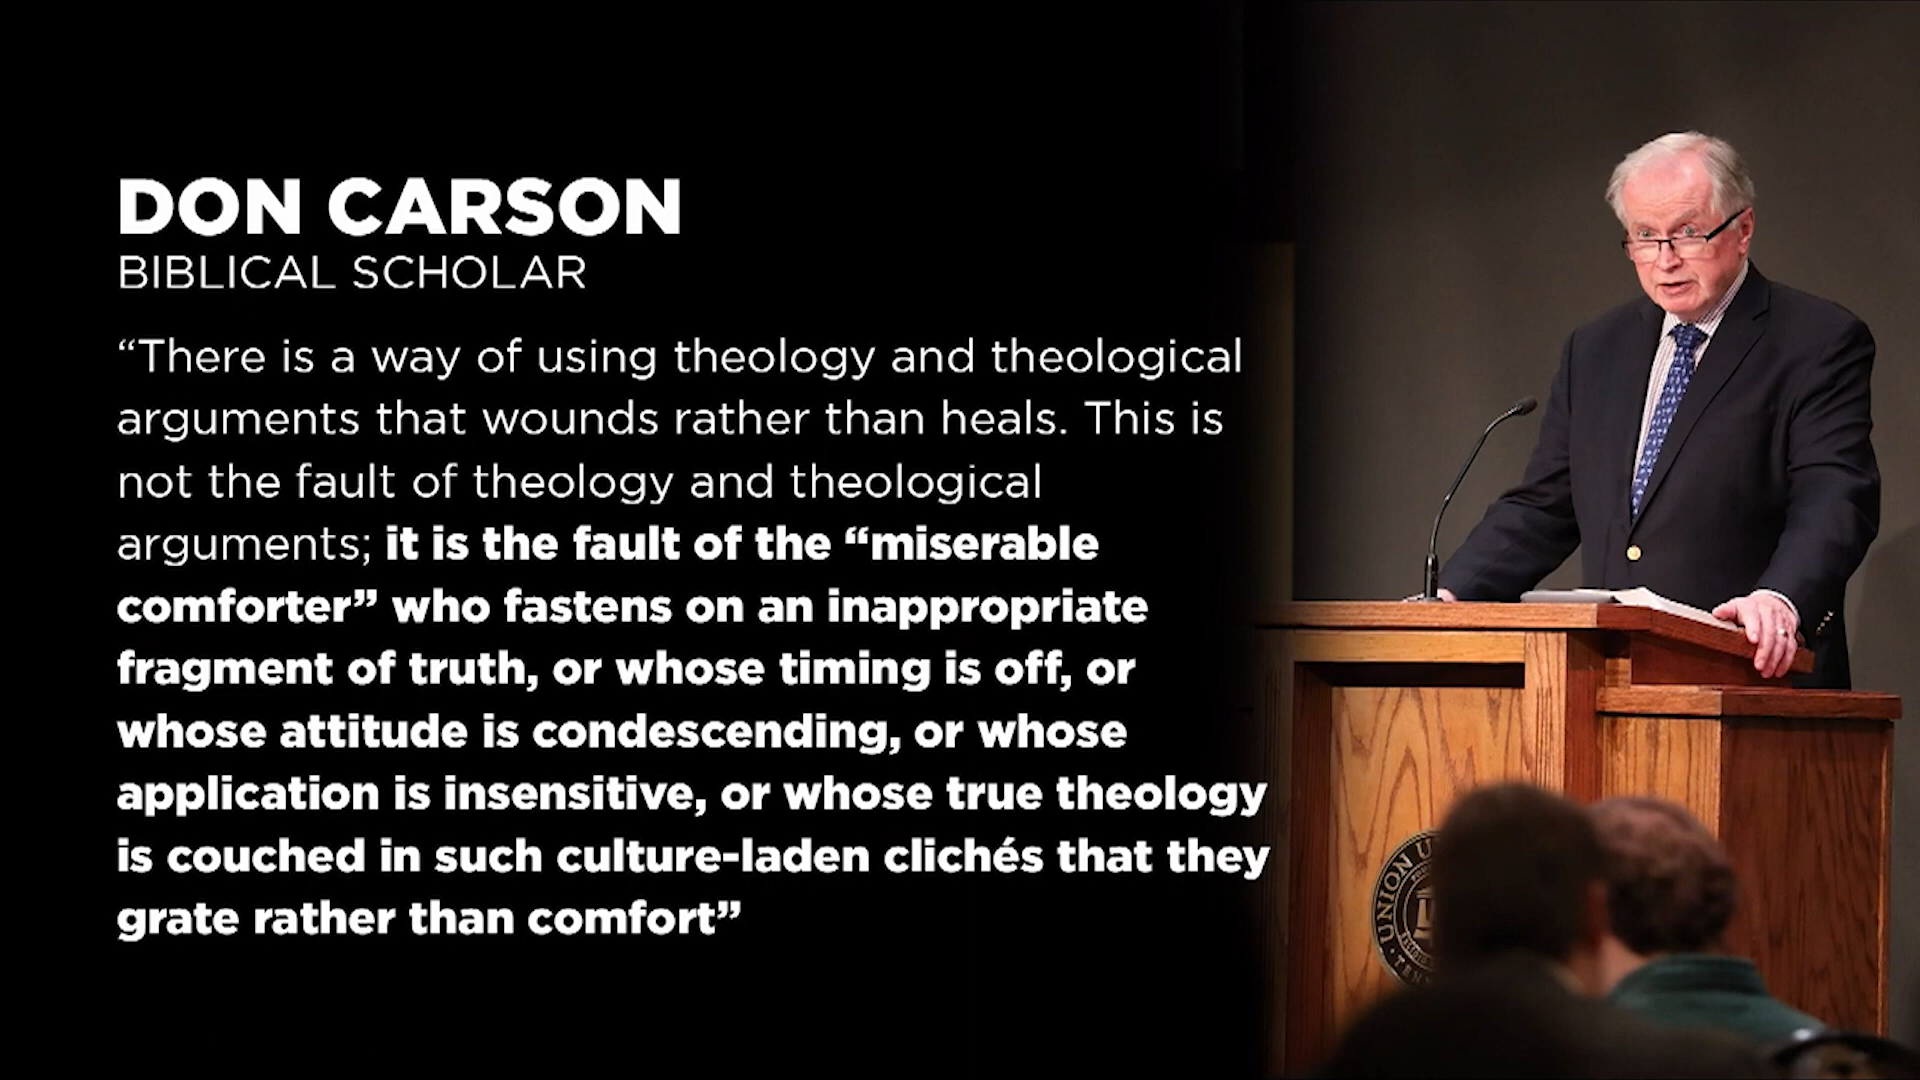 DON CARSON
BIBLICAL SCHOLAR
“There is a way of using theology and theological
arguments that wounds rather than heals. This is
not the fault of theology and theological
arguments; it is the fault of the “miserable
comforter” who fastens on an inappropriate
fragment of truth, or whose timing is off, or
whose attitude is condescending, or whose
application is insensitive, or whose true theology
is couched in such culture-laden clichés that they
grate rather than comfort”
UNION